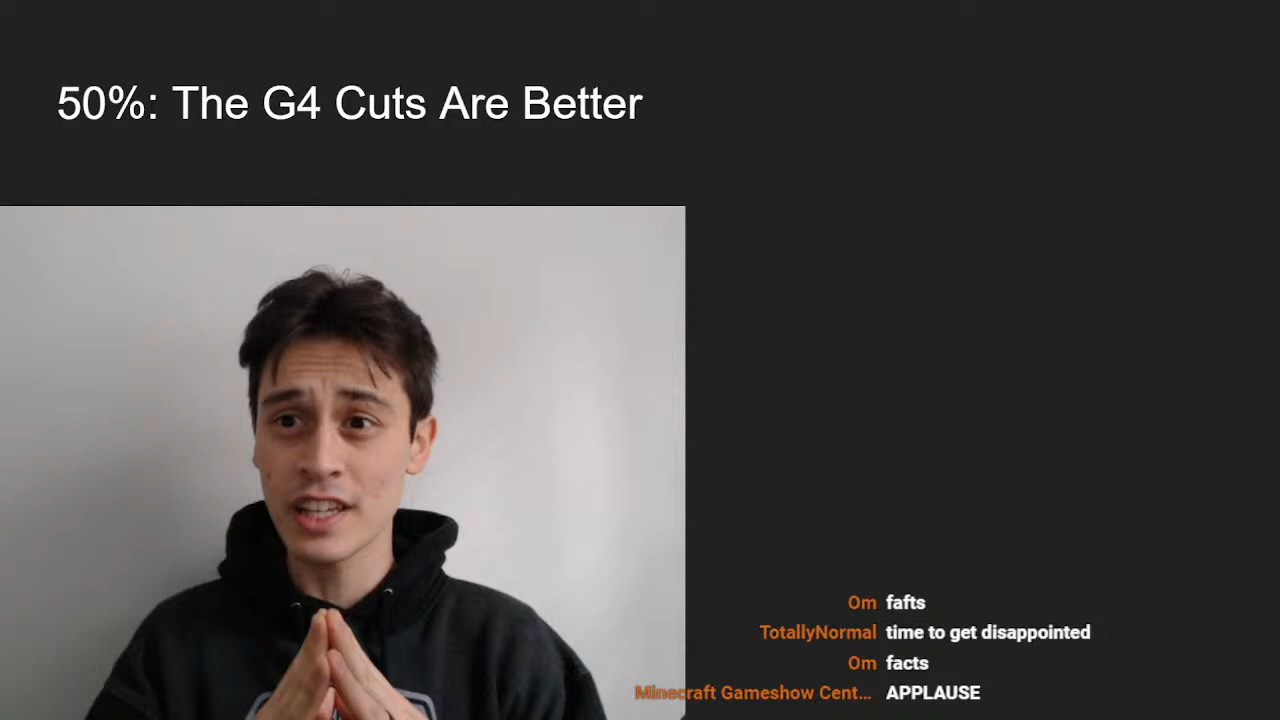 50%: The G4 Cuts Are Better
Om fafts
TotallyNormal time to get disappointed
Om facts
Minecraft Gameshow Cent... APPLAUSE